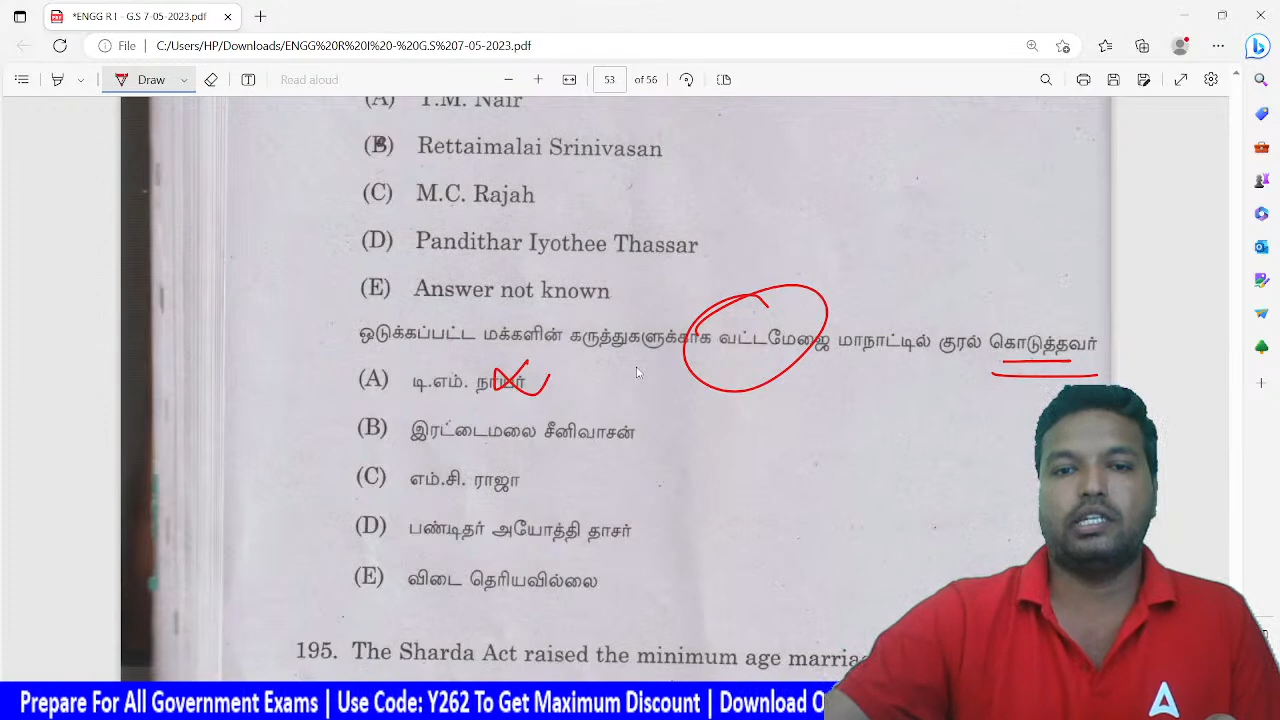 *ENGG R I - G.S 7-05-2023.pdf
File
C:/Users/HP/Downloads/ENGG%20R%20I%20-%20G.S%207-05-2023.pdf
Draw
Read aloud
53 of 56
(A) T.M. Nair
(B) Rettaimalai Srinivasan
(C) M.C. Rajah
(D) Pandithar Iyothee Thassar
(E) Answer not known
ஒடுக்கப்பட்ட மக்களின் கருத்துகளுக்காக வட்டமேஜை மாநாட்டில் குரல் கொடுத்தவர்
(A) டி.எம். நாயர்
(B) இரட்டைமலை சீனிவாசன்
(C) எம்.சி. ராஜா
(D) பண்டிதர் அயோத்தி தாசர்
(E) விடை தெரியவில்லை
195. The Sharda Act raised the minimum age
Prepare For All Government Exams | Use Code: Y262 To Get Maximum Discount | Download